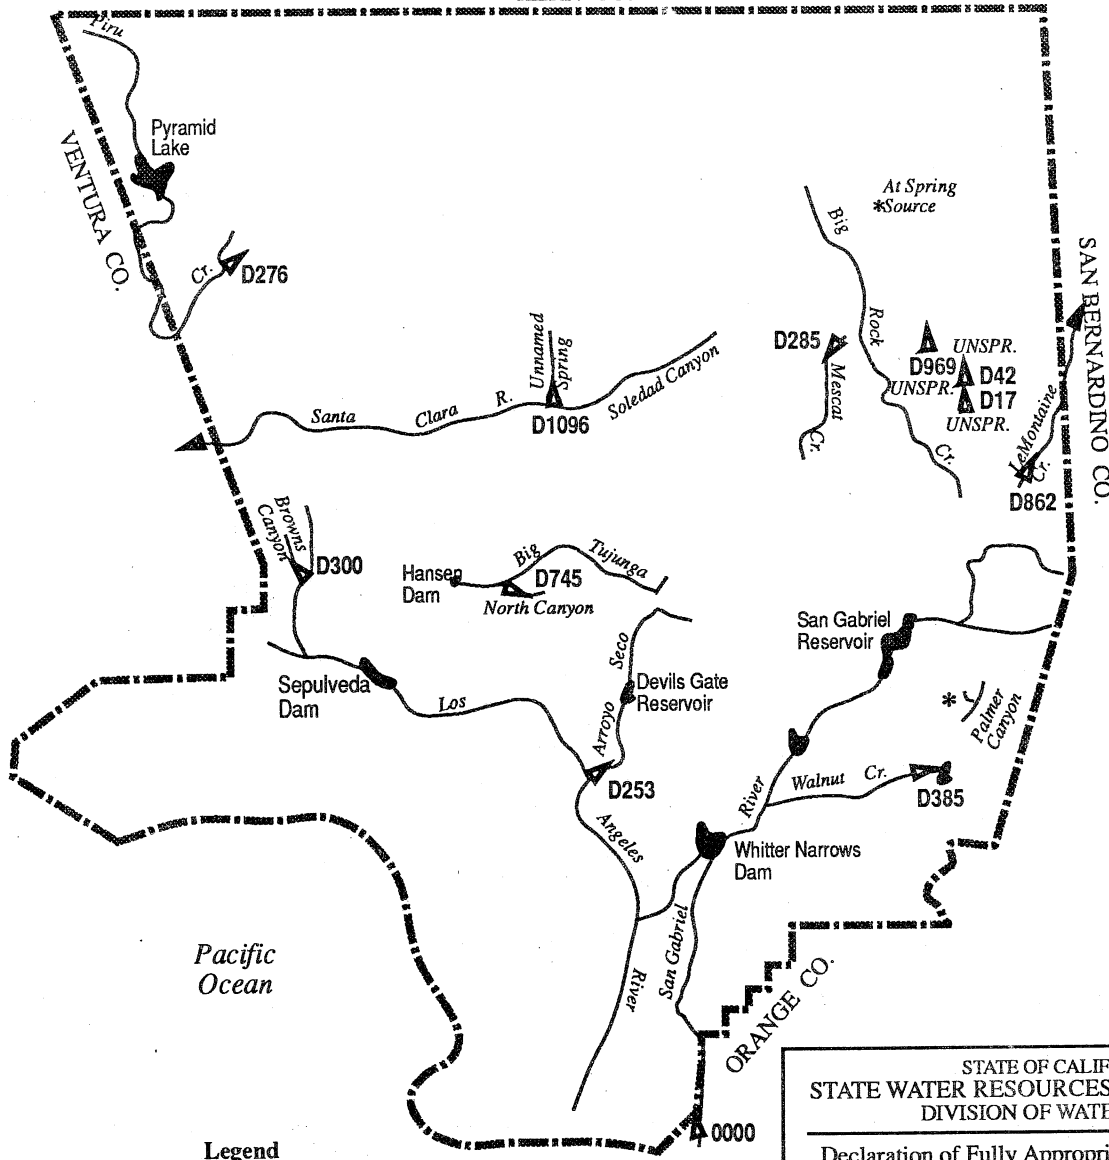 Piru
Pyramid
Lake
VENTURA CO.
Cr.
D276
At Spring
*Source
Big
Rock
Cr.
SAN BERNARDINO CO.
Unnamed
Spring
D285
Mescat
Cr.
D969
UNSPR.
D42
UNSPR.
D17
UNSPR.
LeMontaine
Cr.
D862
Santa
Clara
R.
D1096
Soledad Canyon
Browns
Canyon
D300
Hansen
Dam
Big
Tujunga
D745
North Canyon
San Gabriel
Reservoir
Sepulveda
Dam
Los
Arroyo
Seco
Devils Gate
Reservoir
*
Palmer
Canyon
D253
River
Walnut
Cr.
D385
Angeles
Whitter Narrows
Dam
Pacific
Ocean
River
San Gabriel
ORANGE CO.
0000
Legend
STATE OF CALIF
STATE WATER RESOURCES
DIVISION OF WATE
Declaration of Fully Appropri